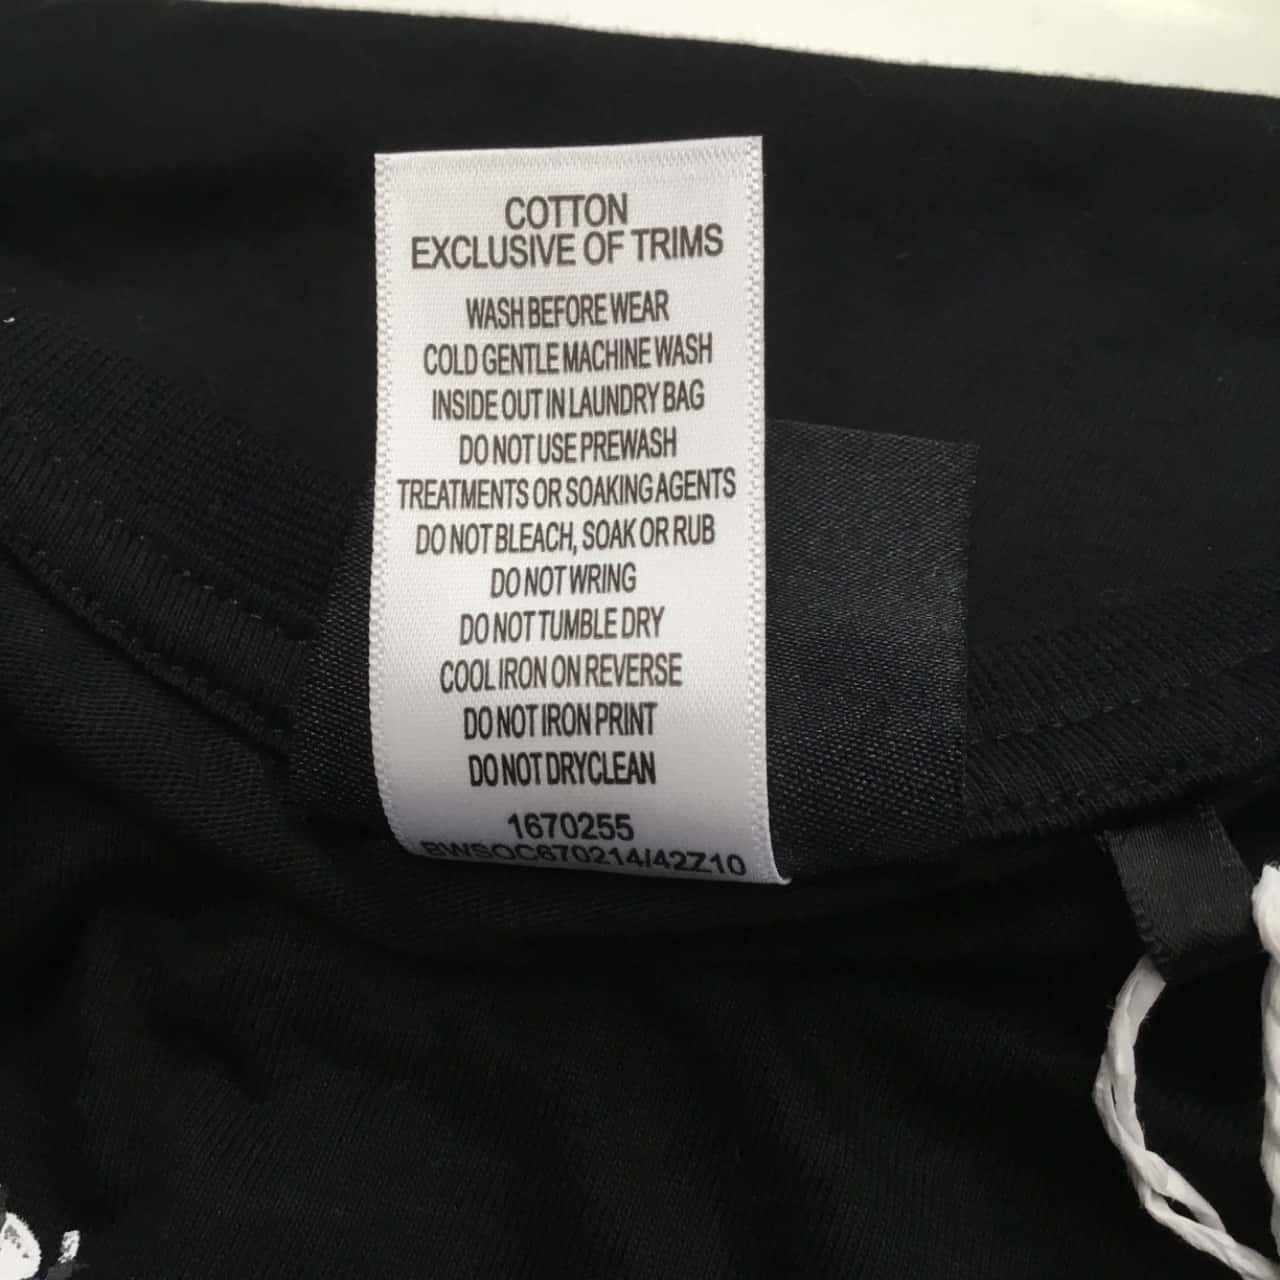 COTTON
EXCLUSIVE OF TRIMS
WASH BEFORE WEAR
COLD GENTLE MACHINE WASH
INSIDE OUT IN LAUNDRY BAG
DO NOT USE PREWASH
TREATMENTS OR SOAKING AGENTS
DO NOT BLEACH, SOAK OR RUB
DO NOT WRING
DO NOT TUMBLE DRY
COOL IRON ON REVERSE
DO NOT IRON PRINT
DO NOT DRYCLEAN
1670255
BWSOC670214/42Z10